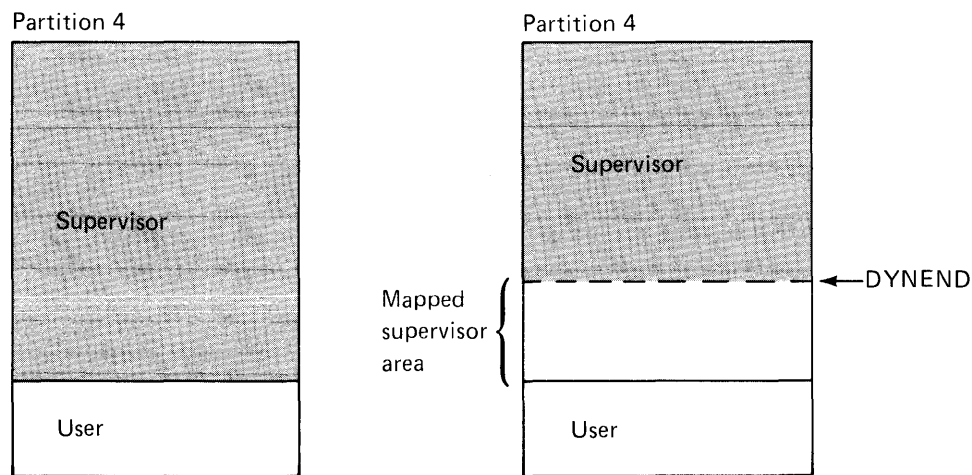 Partition 4
Supervisor
User
Partition 4
Supervisor
DYNEND
Mapped
supervisor
area
User